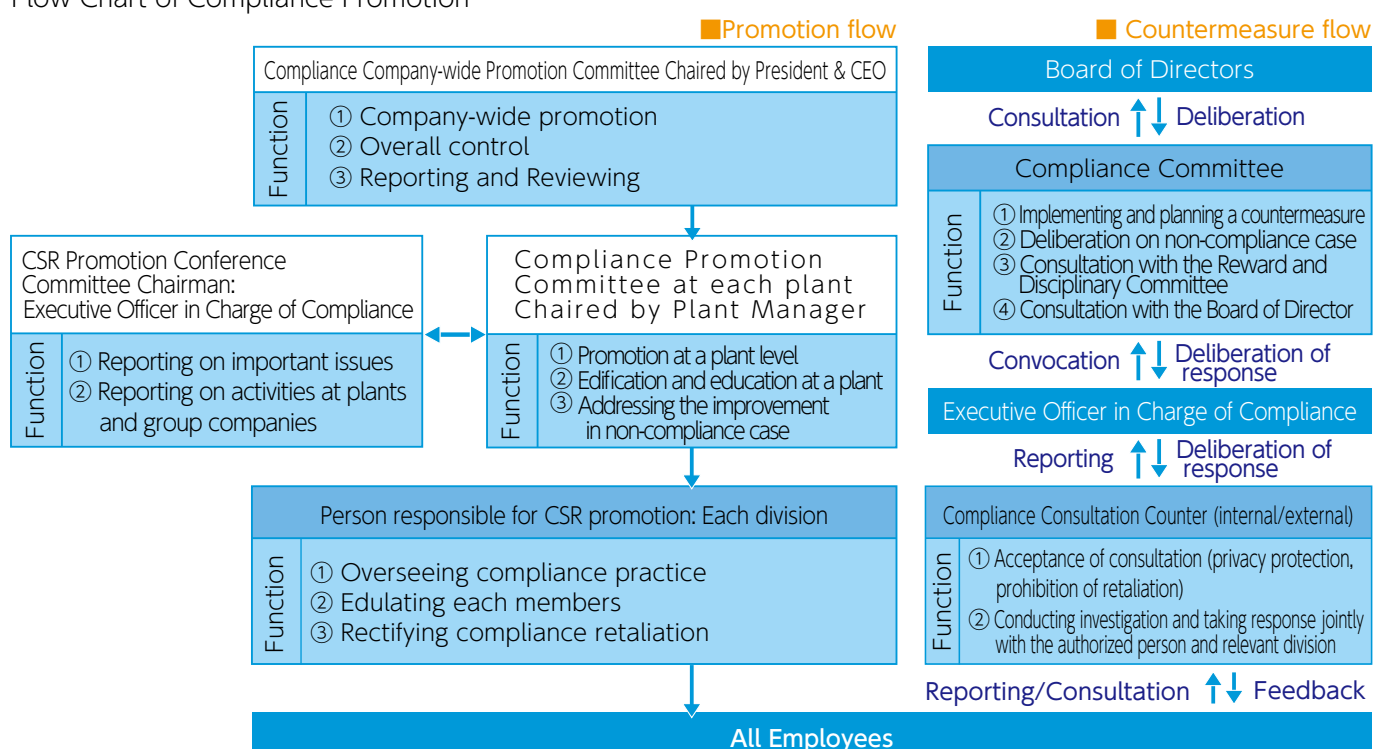 Flow Chart of Compliance Promotion
■Promotion flow
Compliance Company-wide Promotion Committee Chaired by President & CEO
Function
① Company-wide promotion
② Overall control
③ Reporting and Reviewing
CSR Promotion Conference
Committee Chairman:
Executive Officer in Charge of Compliance
Function
① Reporting on important issues
② Reporting on activities at plants
and group companies
Compliance Promotion
Committee at each plant
Chaired by Plant Manager
Function
① Promotion at a plant level
② Edification and education at a plant
③ Addressing the improvement
in non-compliance case
Person responsible for CSR promotion: Each division
Function
① Overseeing compliance practice
② Edulating each members
③ Rectifying compliance retaliation
■ Countermeasure flow
Board of Directors
Consultation Deliberation
Compliance Committee
Function
① Implementing and planning a countermeasure
② Deliberation on non-compliance case
③ Consultation with the Reward and
Disciplinary Committee
④ Consultation with the Board of Director
Convocation Deliberation of
response
Executive Officer in Charge of Compliance
Reporting Deliberation of
response
Compliance Consultation Counter (internal/external)
Function
① Acceptance of consultation (privacy protection,
prohibition of retaliation)
② Conducting investigation and taking response jointly
with the authorized person and relevant division
Reporting/Consultation Feedback
All Employees